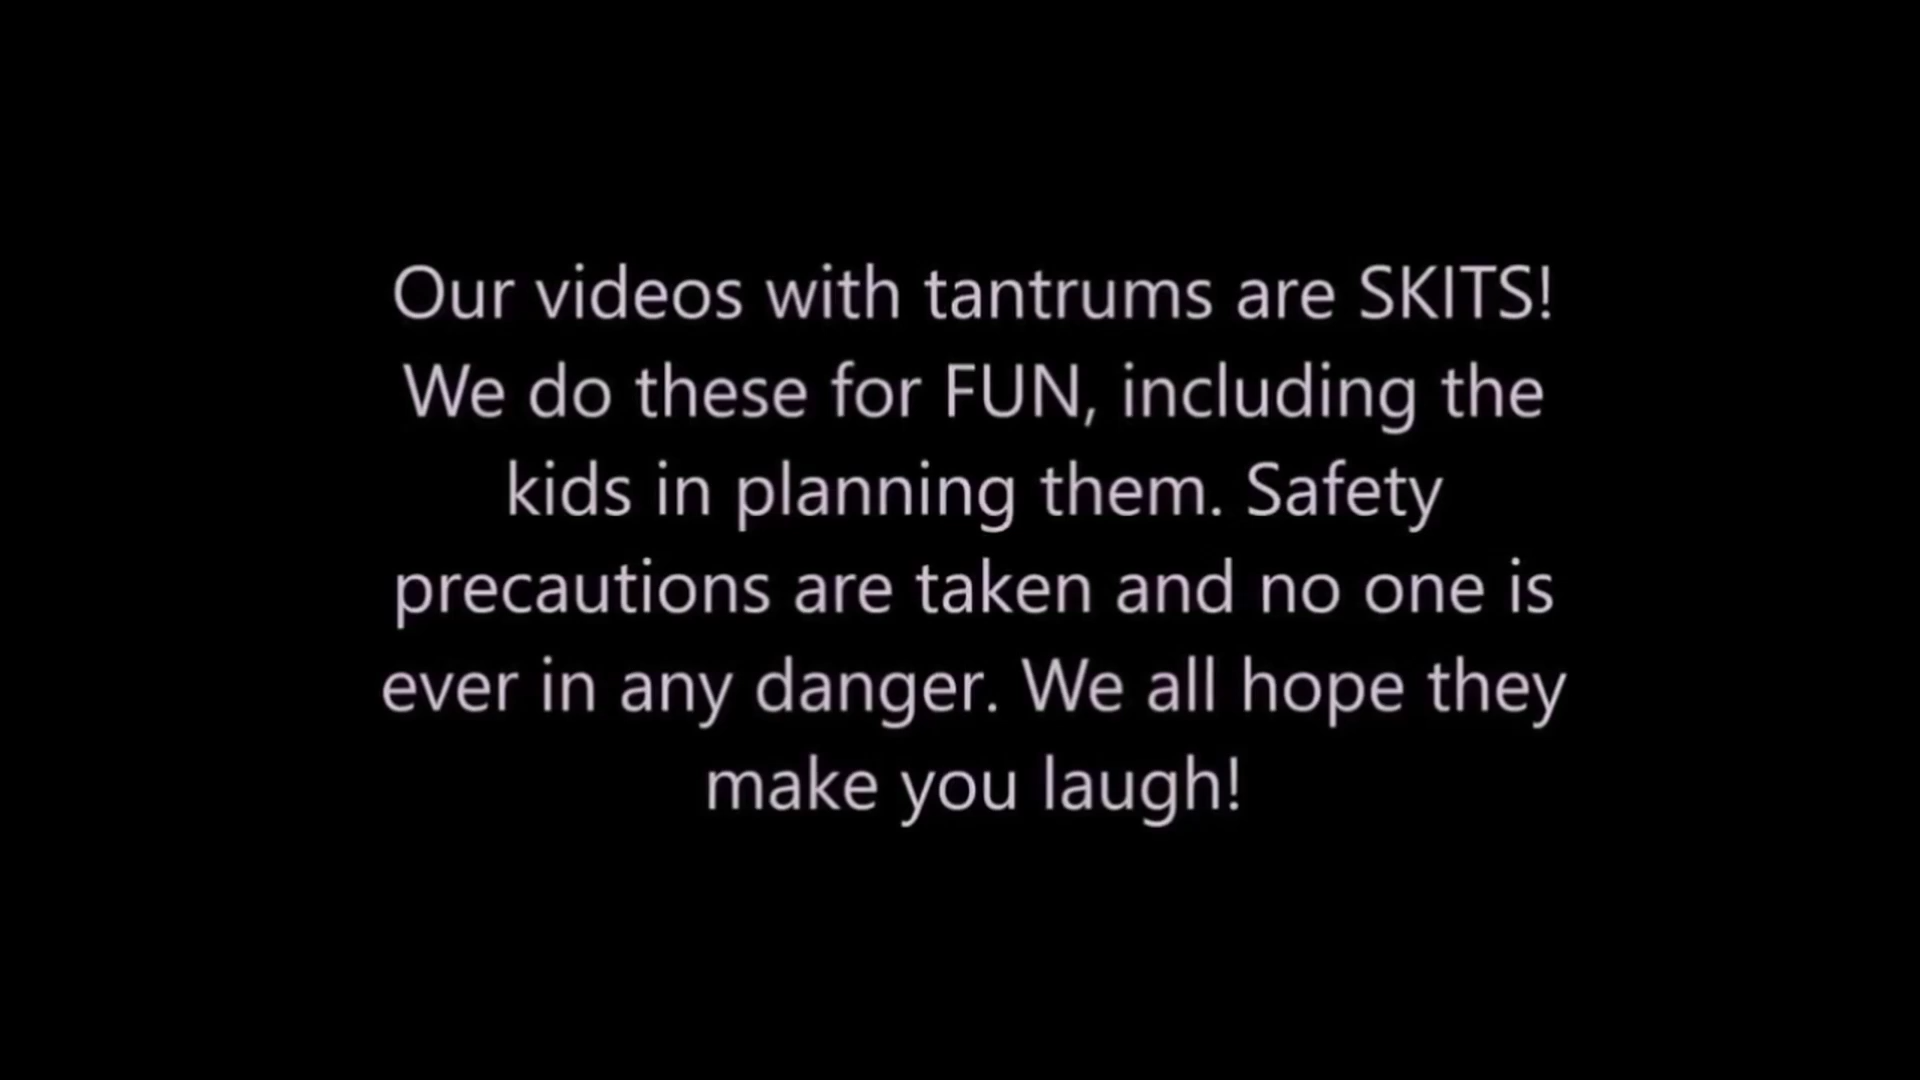 Our videos with tantrums are SKITS!
We do these for FUN, including the
kids in planning them. Safety
precautions are taken and no one is
ever in any danger. We all hope they
make you laugh!